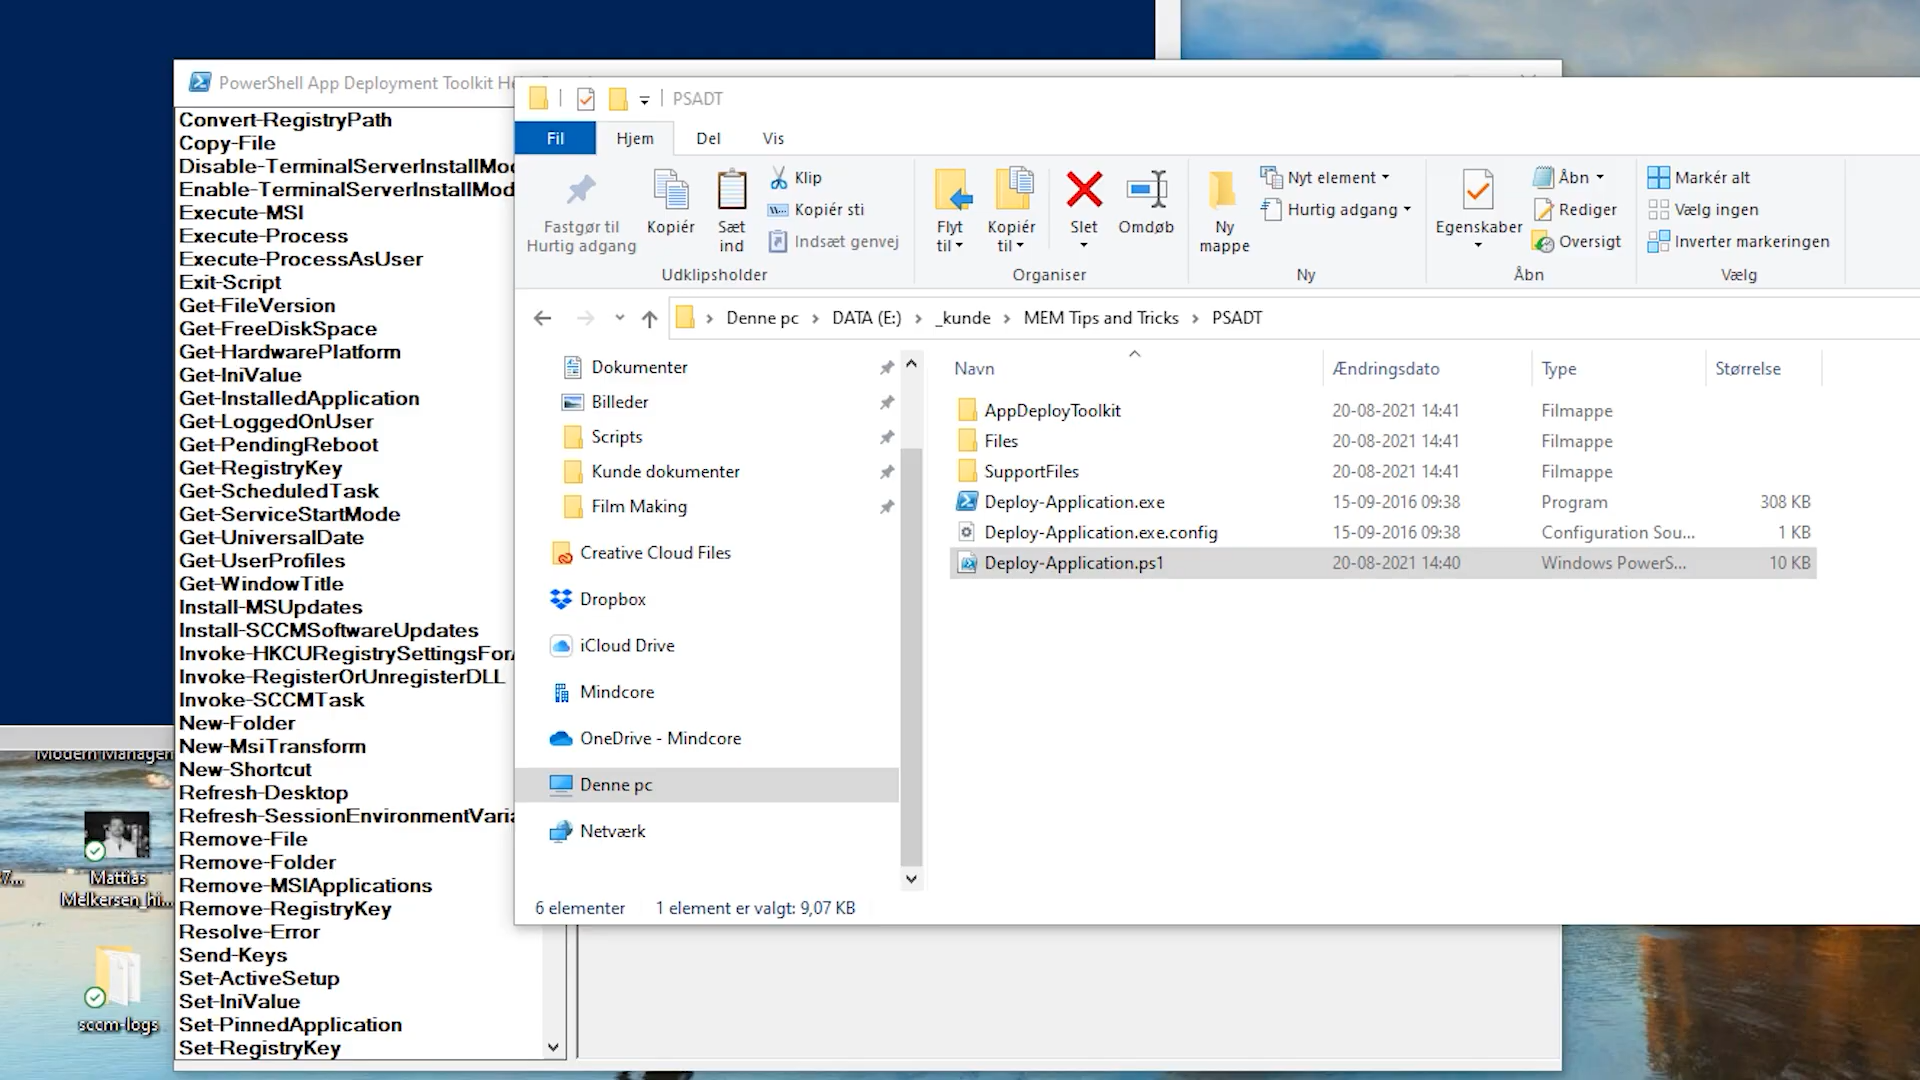 PowerShell App Deployment Toolkit He
Convert-RegistryPath
Copy-File
Disable-TerminalServerInstallMod
Enable-TerminalServerInstallMod
Execute-MSI
Execute-Process
Execute-ProcessAsUser
Exit-Script
Get-FileVersion
Get-FreeDiskSpace
Get-HardwarePlatform
Get-IniValue
Get-InstalledApplication
Get-LoggedOnUser
Get-PendingReboot
Get-RegistryKey
Get-ScheduledTask
Get-ServiceStartMode
Get-UniversalDate
Get-UserProfiles
Get-WindowTitle
Install-MSUpdates
Install-SCCMSoftwareUpdates
Invoke-HKCURegistrySettingsForA
Invoke-RegisterOrUnregisterDLL
Invoke-SCCMTask
New-Folder
New-MsiTransform
New-Shortcut
Refresh-Desktop
Refresh-SessionEnvironmentVaria
Remove-File
Remove-Folder
Remove-MSIApplications
Remove-RegistryKey
Resolve-Error
Send-Keys
Set-ActiveSetup
Set-IniValue
Set-PinnedApplication
Set-RegistryKey
PSADT
Fil Hjem Del Vis
Fastgør til Hurtig adgang
Kopiér
Sæt ind
Klip
Kopiér sti
Indsæt genvej
Udklipsholder
Flyt til
Kopiér til
Slet
Omdøb
Organiser
Ny mappe
Nyt element
Hurtig adgang
Ny
Egenskaber
Åbn
Rediger
Oversigt
Åbn
Markér alt
Vælg ingen
Inverter markeringen
Vælg
Denne pc > DATA (E:) > _kunde > MEM Tips and Tricks > PSADT
Dokumenter
Billeder
Scripts
Kunde dokumenter
Film Making
Creative Cloud Files
Dropbox
iCloud Drive
Mindcore
OneDrive - Mindcore
Denne pc
Netværk
Navn Ændringsdato Type Størrelse
AppDeployToolkit 20-08-2021 14:41 Filmappe
Files 20-08-2021 14:41 Filmappe
SupportFiles 20-08-2021 14:41 Filmappe
Deploy-Application.exe 15-09-2016 09:38 Program 308 KB
Deploy-Application.exe.config 15-09-2016 09:38 Configuration Sou... 1 KB
Deploy-Application.ps1 20-08-2021 14:40 Windows PowerS... 10 KB
6 elementer 1 element er valgt: 9,07 KB
Modern Managem
7...
Mattias
Melkersen_hi...
sccm-logs